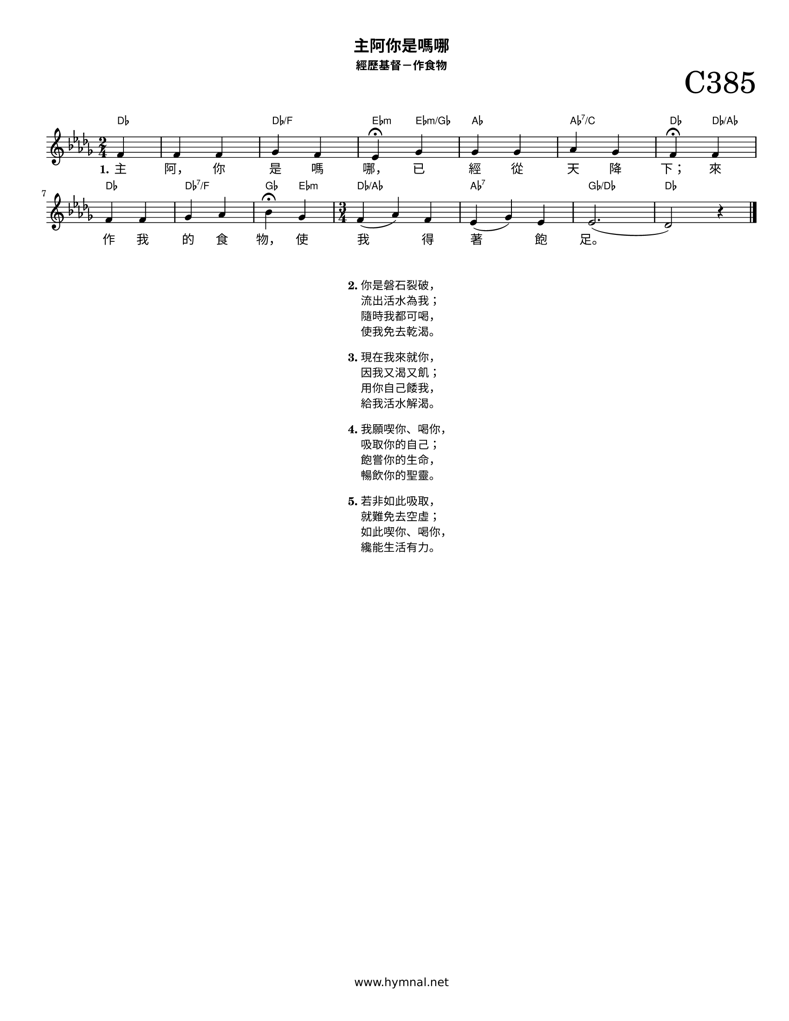 主阿你是嗎哪
經歷基督－作食物
C385
D♭ D♭/F E♭m E♭m/G♭ A♭ A♭7/C D♭ D♭/A♭
1. 主 阿， 你 是 嗎 哪， 已 經 從 天 降 下； 來
7 D♭ D♭7/F G♭ E♭m D♭/A♭ A♭7 G♭/D♭ D♭
作 我 的 食 物， 使 我 得 著 飽 足。
2. 你是磐石裂破，
流出活水為我；
隨時我都可喝，
使我免去乾渴。
3. 現在我來就你，
因我又渴又飢；
用你自己餧我，
給我活水解渴。
4. 我願喫你、喝你，
吸取你的自己；
飽嘗你的生命，
暢飲你的聖靈。
5. 若非如此吸取，
就難免去空虛；
如此喫你、喝你，
纔能生活有力。
www.hymnal.net